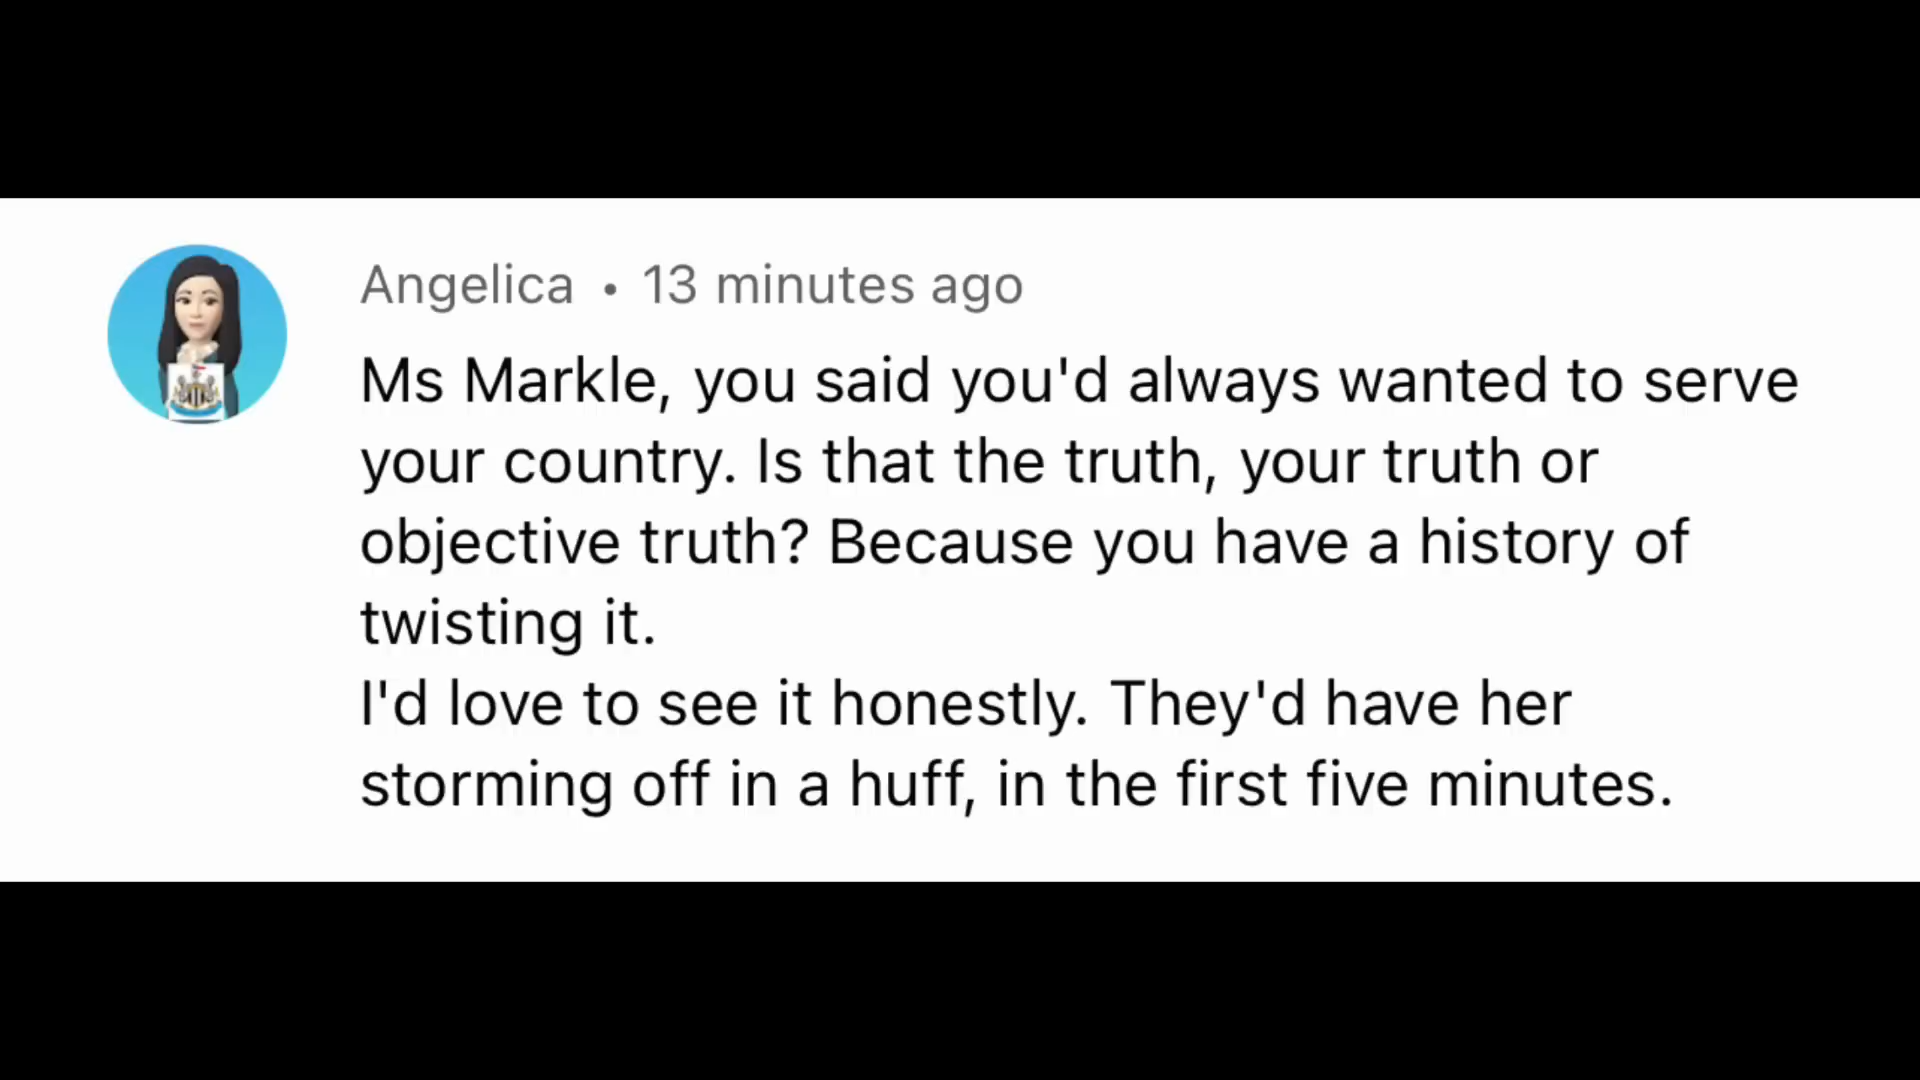 Angelica • 13 minutes ago
Ms Markle, you said you'd always wanted to serve
your country. Is that the truth, your truth or
objective truth? Because you have a history of
twisting it.
I'd love to see it honestly. They'd have her
storming off in a huff, in the first five minutes.